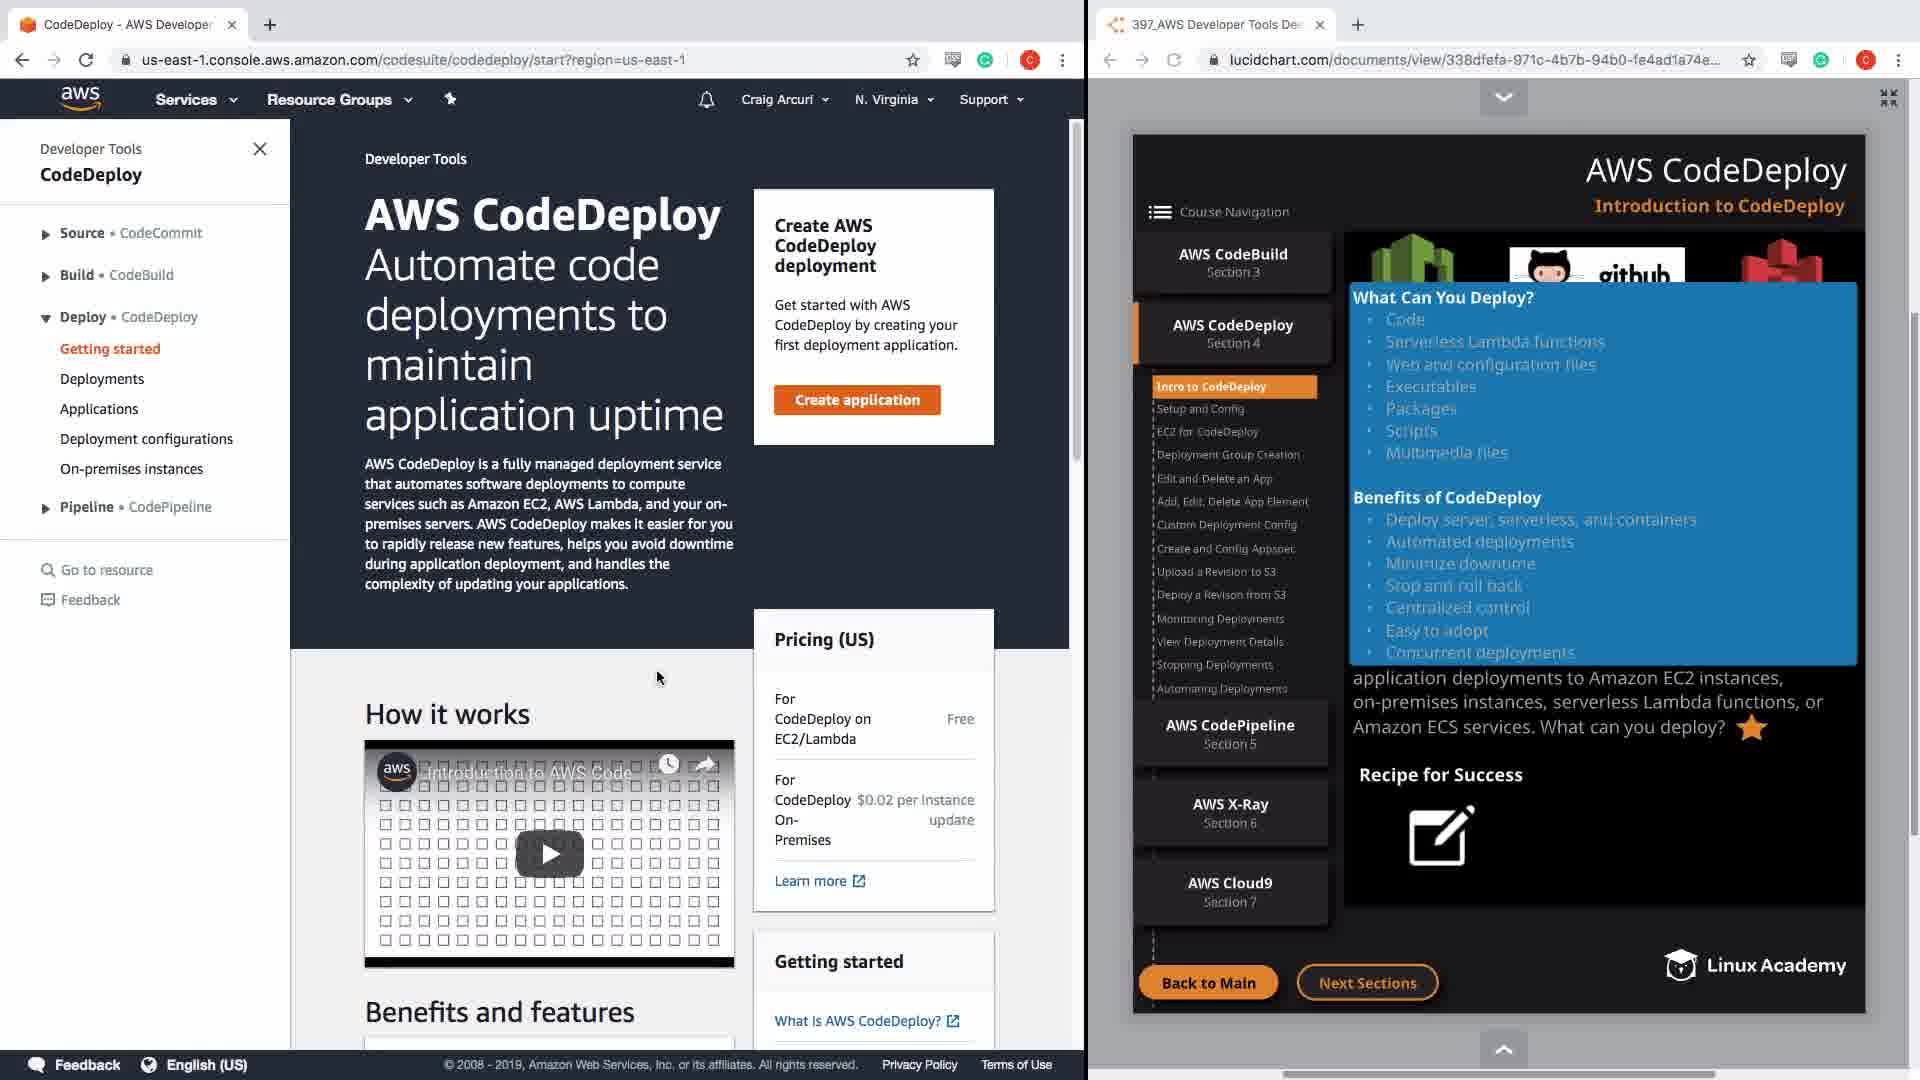 CodeDeploy - AWS Developer
us-east-1.console.aws.amazon.com/codesuite/codedeploy/start?region=us-east-1
C
aws
Services
Resource Groups
Craig Arcuri
N. Virginia
Support
Developer Tools
CodeDeploy
Source • CodeCommit
Build • CodeBuild
Deploy • CodeDeploy
Getting started
Deployments
Applications
Deployment configurations
On-premises instances
Pipeline • CodePipeline
Go to resource
Feedback
Developer Tools
AWS CodeDeploy
Automate code
deployments to
maintain
application uptime
AWS CodeDeploy is a fully managed deployment service
that automates software deployments to compute
services such as Amazon EC2, AWS Lambda, and your on-
premises servers. AWS CodeDeploy makes it easier for you
to rapidly release new features, helps you avoid downtime
during application deployment, and handles the
complexity of updating your applications.
Create AWS
CodeDeploy
deployment
Get started with AWS
CodeDeploy by creating your
first deployment application.
Create application
Pricing (US)
For
CodeDeploy on
EC2/Lambda
Free
For
CodeDeploy
On-
Premises
$0.02 per instance
update
Learn more
How it works
aws
Introduction to AWS Code
Getting started
What is AWS CodeDeploy?
Benefits and features
Feedback
English (US)
© 2008 - 2019, Amazon Web Services, Inc. or its affiliates. All rights reserved.
Privacy Policy
Terms of Use
397_AWS Developer Tools Dee
lucidchart.com/documents/view/338dfefa-971c-4b7b-94b0-fe4ad1a74e...
C
AWS CodeDeploy
Introduction to CodeDeploy
Course Navigation
AWS CodeBuild
Section 3
AWS CodeDeploy
Section 4
Intro to CodeDeploy
Setup and Config
EC2 for CodeDeploy
Deployment Group Creation
Edit and Delete an App
Add, Edit, Delete App Element
Custom Deployment Config
Create and Config Appspec
Upload a Revision to S3
Deploy a Revison from S3
Monitoring Deployments
View Deployment Details
Stopping Deployments
Automaring Deployments
AWS CodePipeline
Section 5
AWS X-Ray
Section 6
AWS Cloud9
Section 7
Back to Main
Next Sections
github
What Can You Deploy?
• Code
• Serverless Lambda functions
• Web and configuration files
• Executables
• Packages
• Scripts
• Multimedia files
Benefits of CodeDeploy
• Deploy server, serverless, and containers
• Automated deployments
• Minimize downtime
• Stop and roll back
• Centralized control
• Easy to adopt
• Concurrent deployments
application deployments to Amazon EC2 instances,
on-premises instances, serverless Lambda functions, or
Amazon ECS services. What can you deploy?
Recipe for Success
Linux Academy